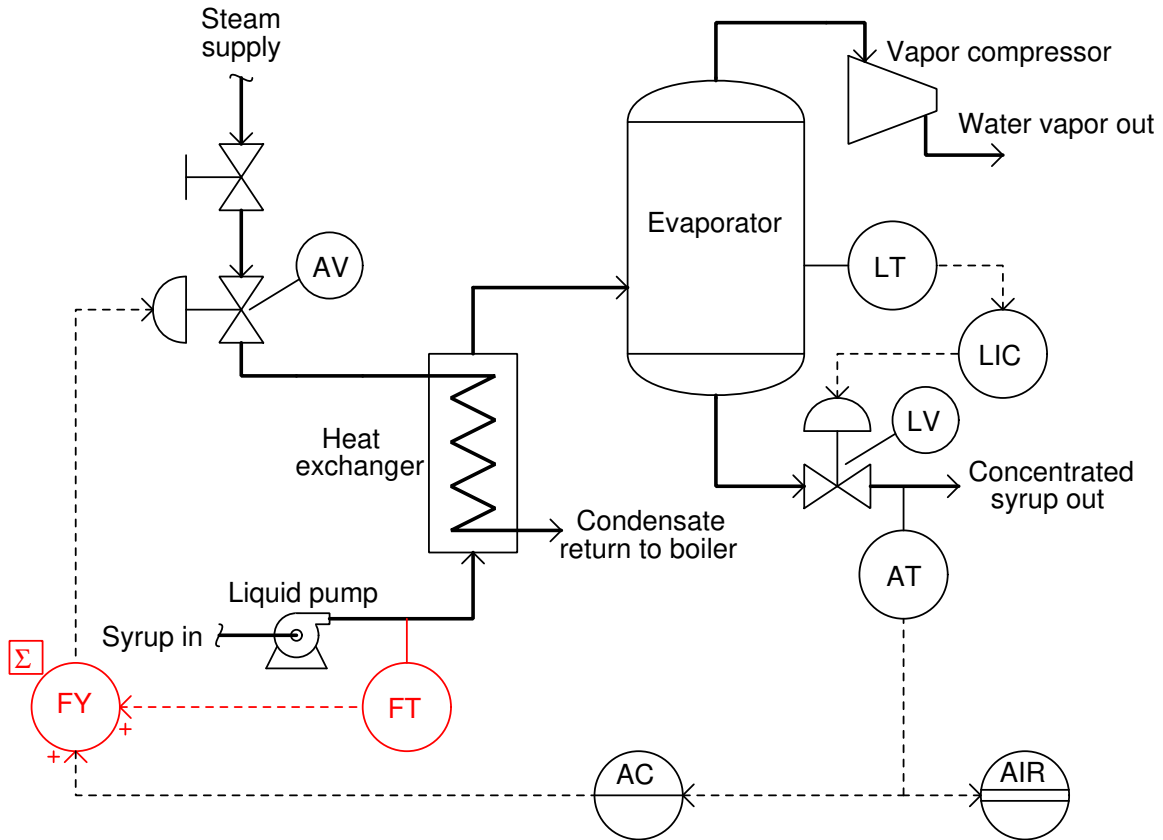 Steam
supply
Vapor compressor
Water vapor out
Evaporator
AV
LT
LIC
LV
Heat
exchanger
Concentrated
syrup out
Condensate
return to boiler
AT
Liquid pump
Syrup in
Σ
FY
+
+
FT
AC
AIR